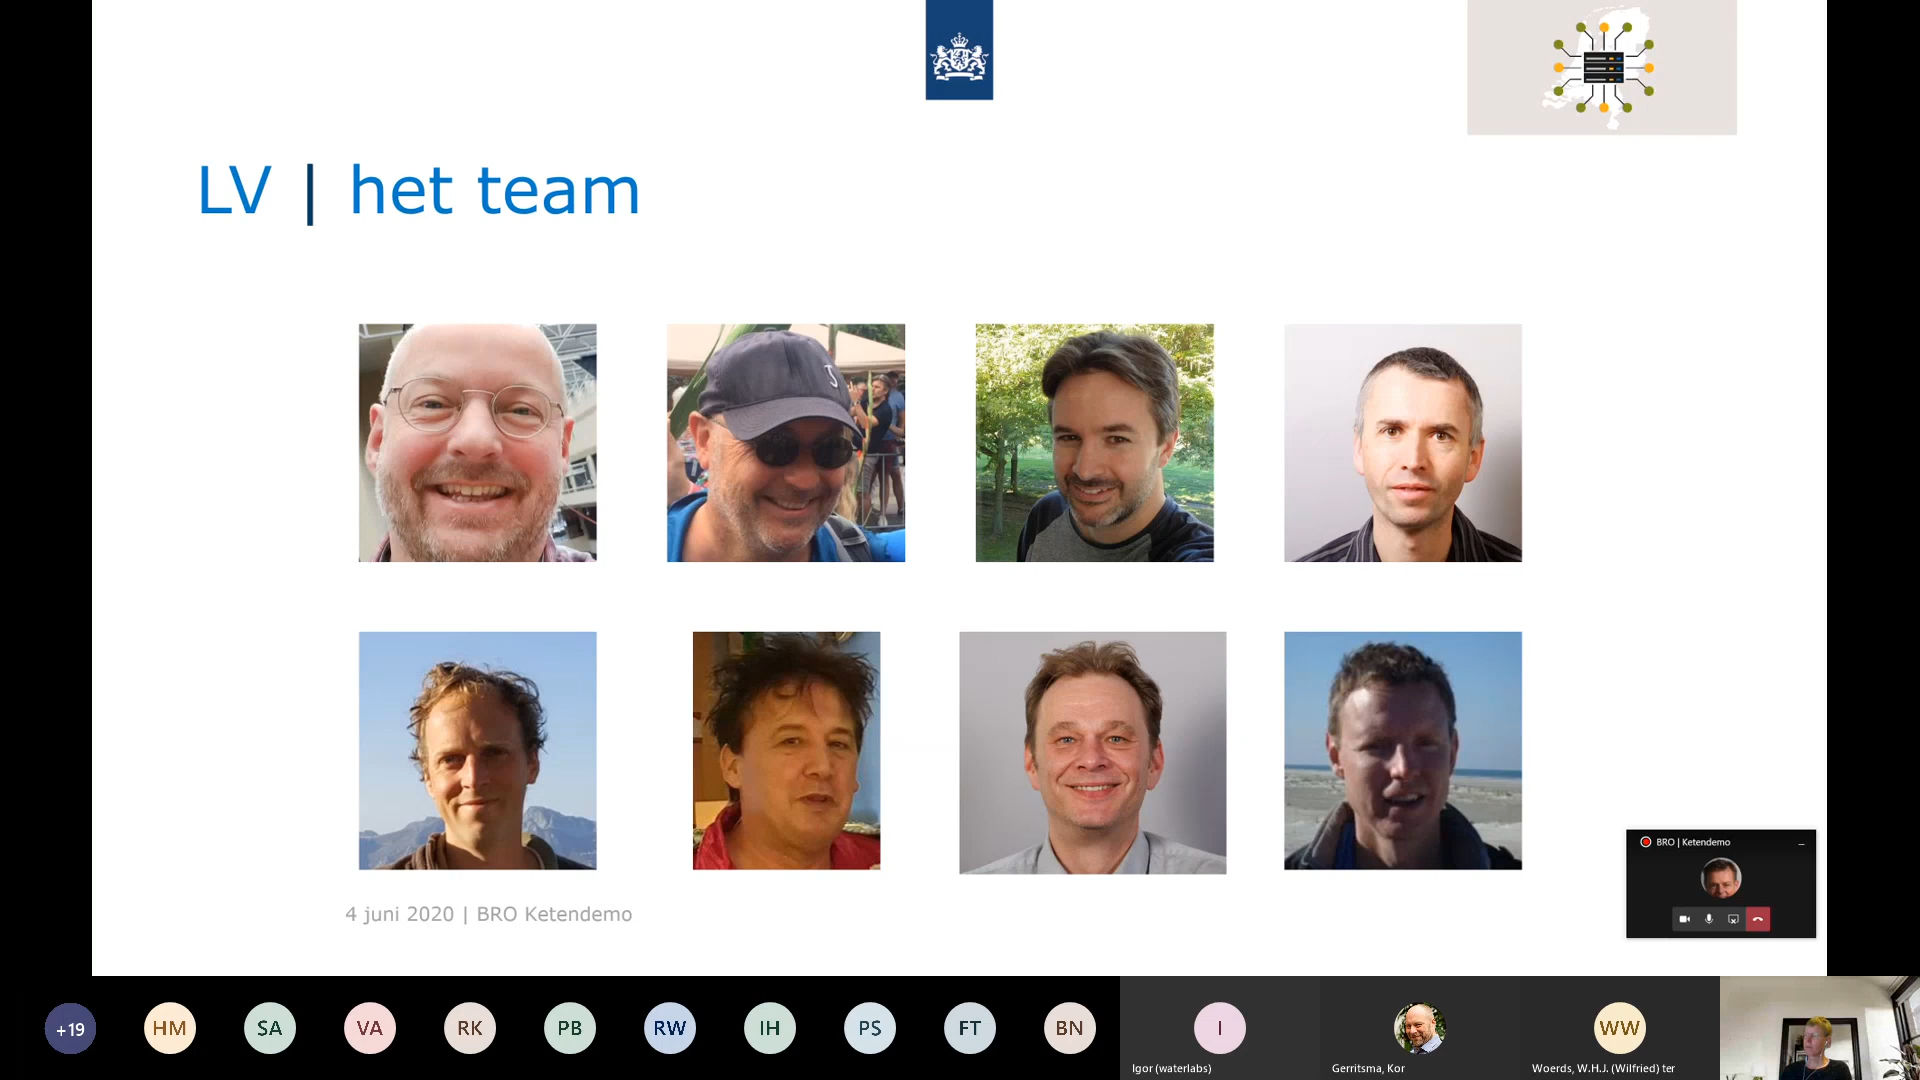 LV | het team
4 juni 2020 | BRO Ketendemo
BRO | Ketendemo
+19
HM
SA
VA
RK
PB
RW
IH
PS
FT
BN
I
WW
Igor (waterlabs)
Gerritsma, Kor
Woerds, W.H.J. (Wilfried) ter